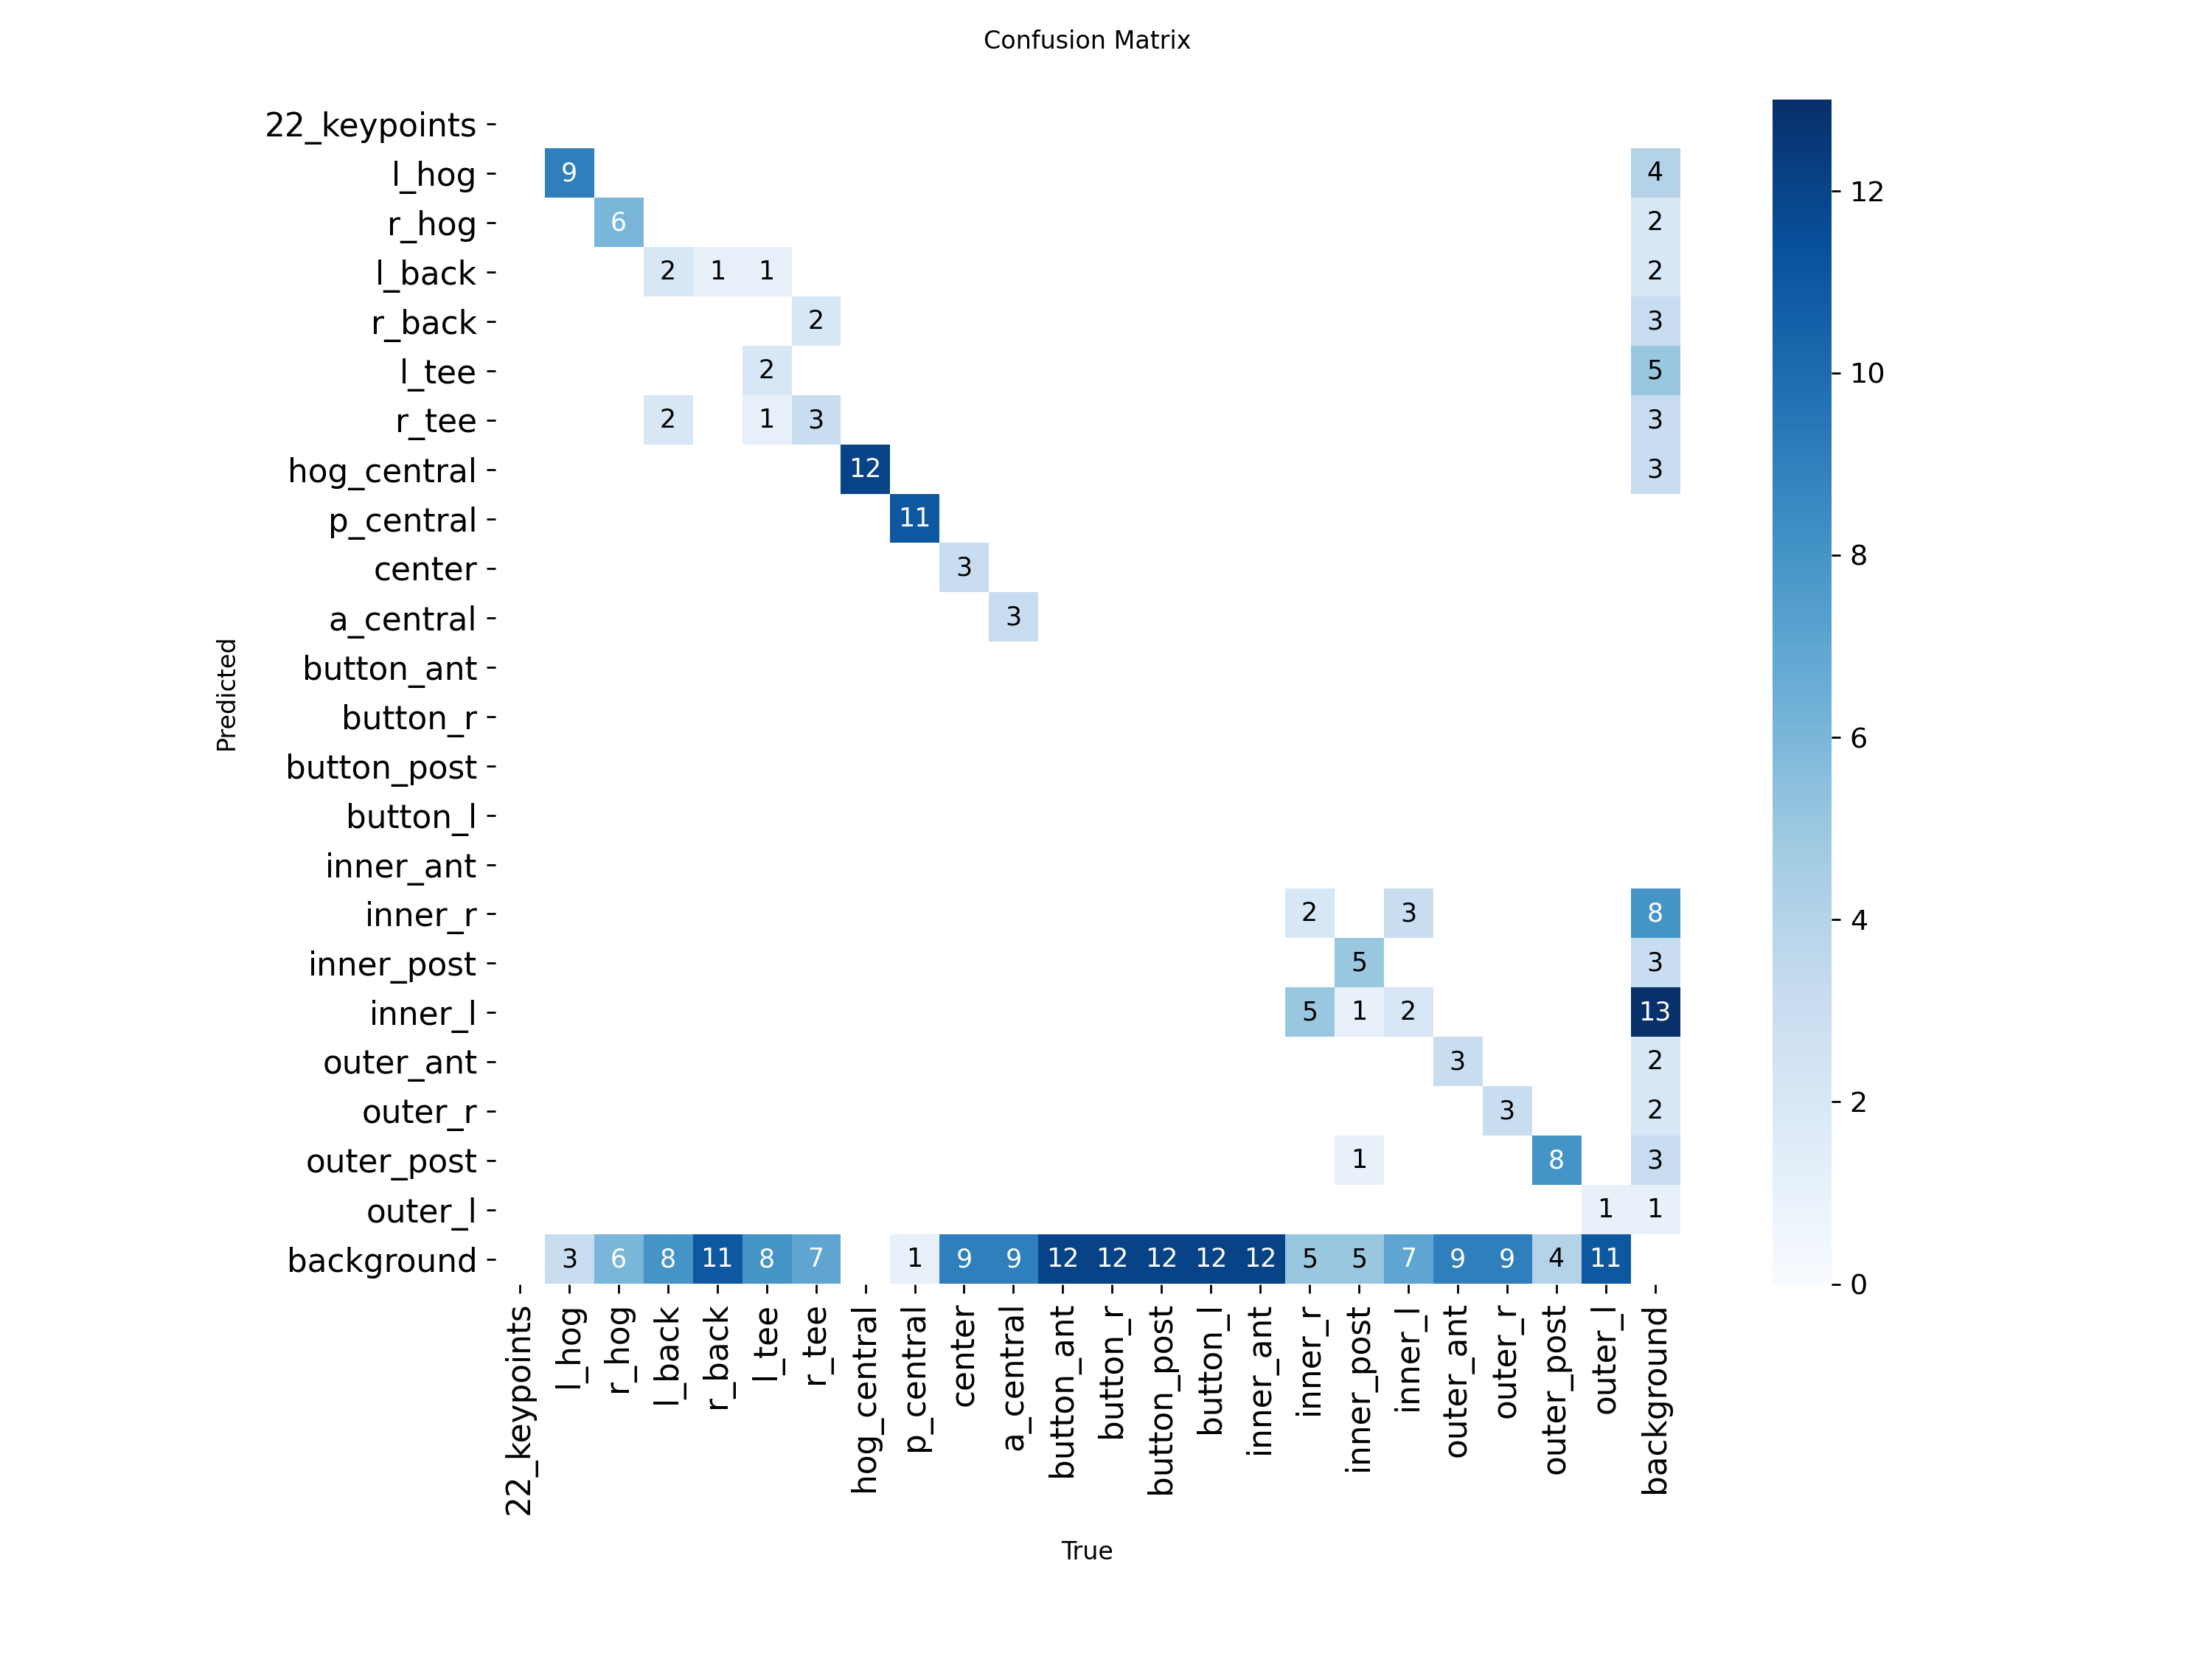 Confusion Matrix
22_keypoints
l_hog 9 4
r_hog 6 2
l_back 2 1 1 2
r_back 2 3
l_tee 2 5
r_tee 2 1 3 3
hog_central 12 3
p_central 11
center 3
a_central 3
button_ant
button_r
button_post
button_l
inner_ant
inner_r 2 3 8
inner_post 5 3
inner_l 5 1 2 13
outer_ant 3 2
outer_r 3 2
outer_post 1 8 3
outer_l 1 1
background 3 6 8 11 8 7 1 9 9 12 12 12 12 12 5 5 7 9 9 4 11
Predicted
22_keypoints l_hog r_hog l_back r_back l_tee r_tee hog_central p_central center a_central button_ant button_r button_post button_l inner_ant inner_r inner_post inner_l outer_ant outer_r outer_post outer_l background
True
12
10
8
6
4
2
0